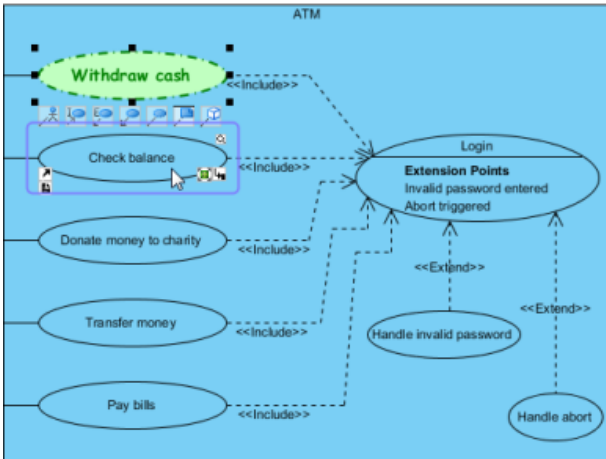 ATM
Withdraw cash
<<Include>>
Check balance
<<Include>>
Login
Extension Points
Invalid password entered
Abort triggered
Donate money to charity
<<Include>>
<<Extend>>
<<Extend>>
Transfer money
<<Include>>
Handle invalid password
Pay bills
<<Include>>
Handle abort